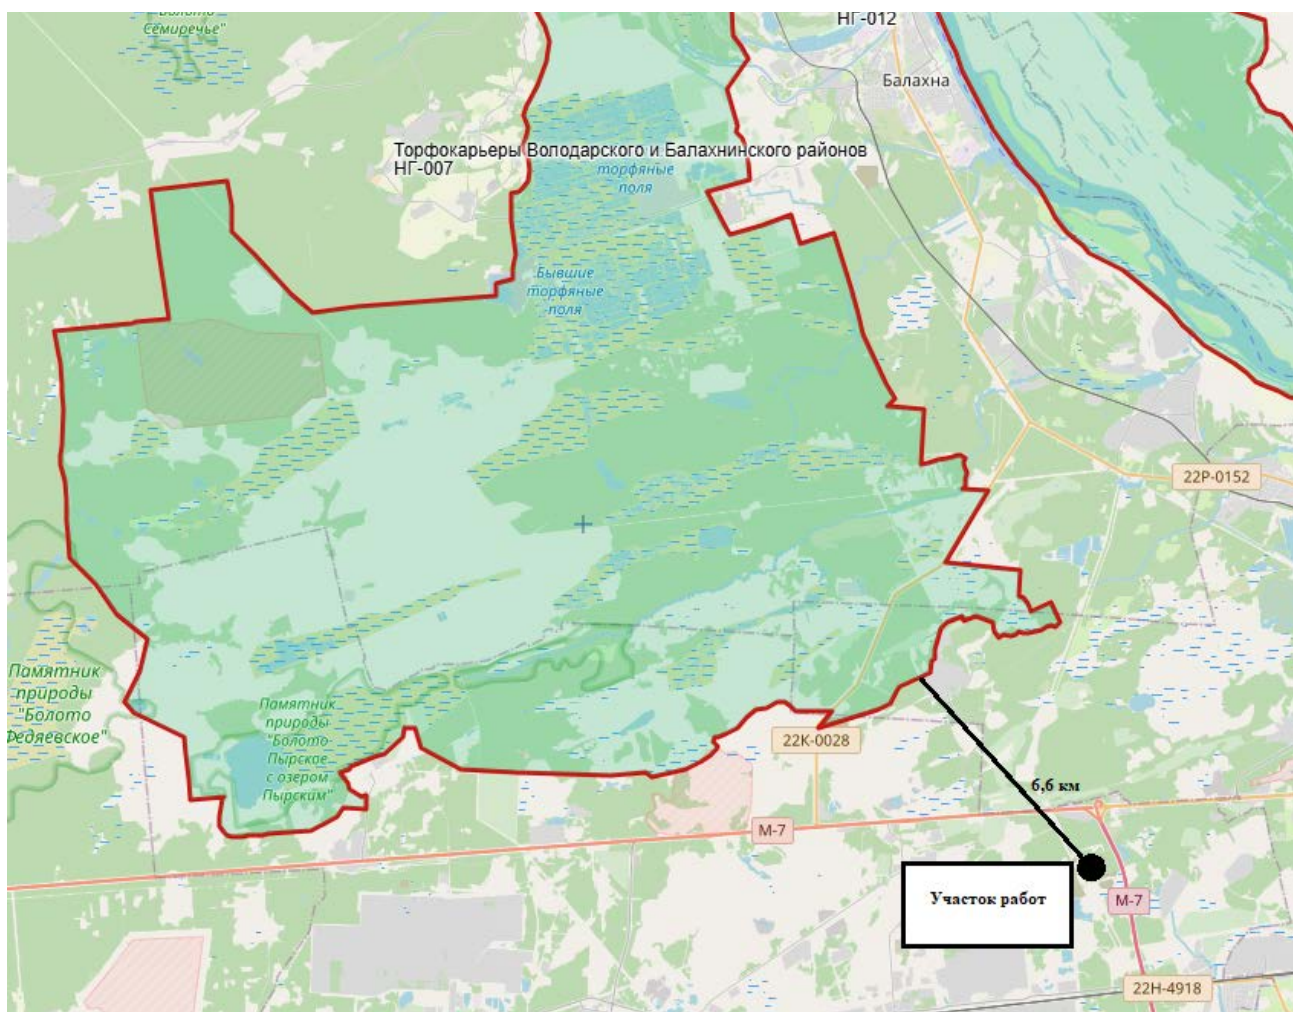 "Болото
Семиречье"
НГ-012
Балахна
Торфокарьеры Володарского и Балахнинского районов
НГ-007
торфяные
поля
Бывшие
торфяные
поля
22Р-0152
Памятник
природы
"Болото
Федяевское"
Памятник
природы
"Болото
Пырское
с озером
Пырским"
22К-0028
6,6 км
М-7
Участок работ
М-7
22Н-4918